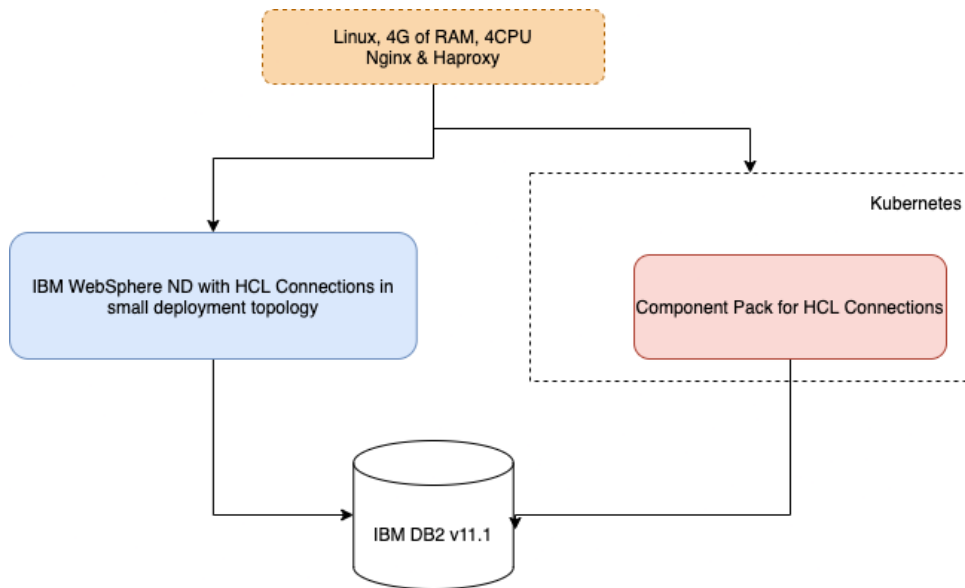 Linux, 4G of RAM, 4CPU
Nginx & Haproxy
Kubernetes
IBM WebSphere ND with HCL Connections in
small deployment topology
Component Pack for HCL Connections
IBM DB2 v11.1